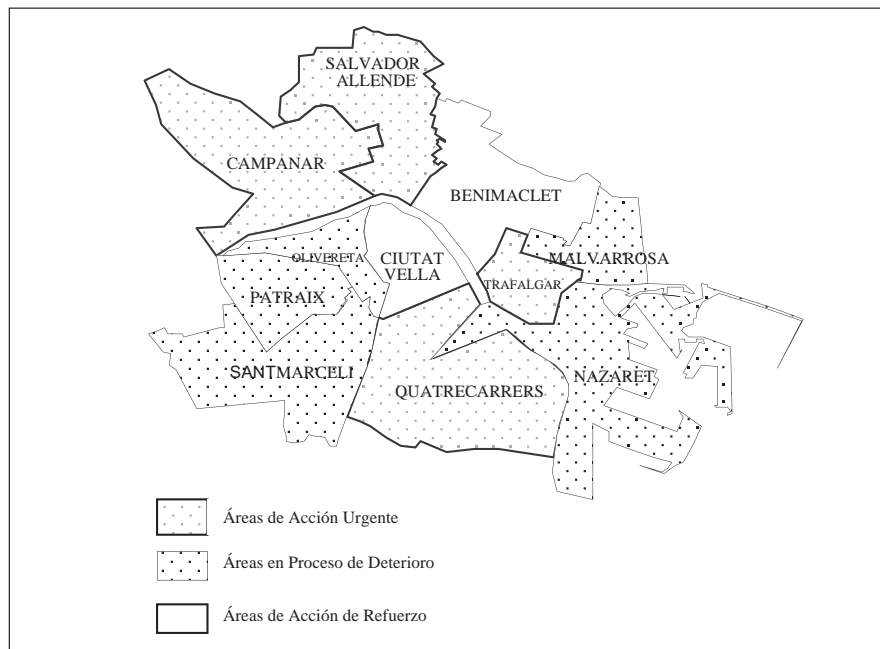 SALVADOR
ALLENDE
CAMPANAR
BENIMACLET
OLIVERETA
CIUTAT
VELLA
MALVARROSA
TRAFALGAR
PATRAIX
SANTMARCELI
QUATRECARRERS
NAZARET
Áreas de Acción Urgente
Áreas en Proceso de Deterioro
Áreas de Acción de Refuerzo